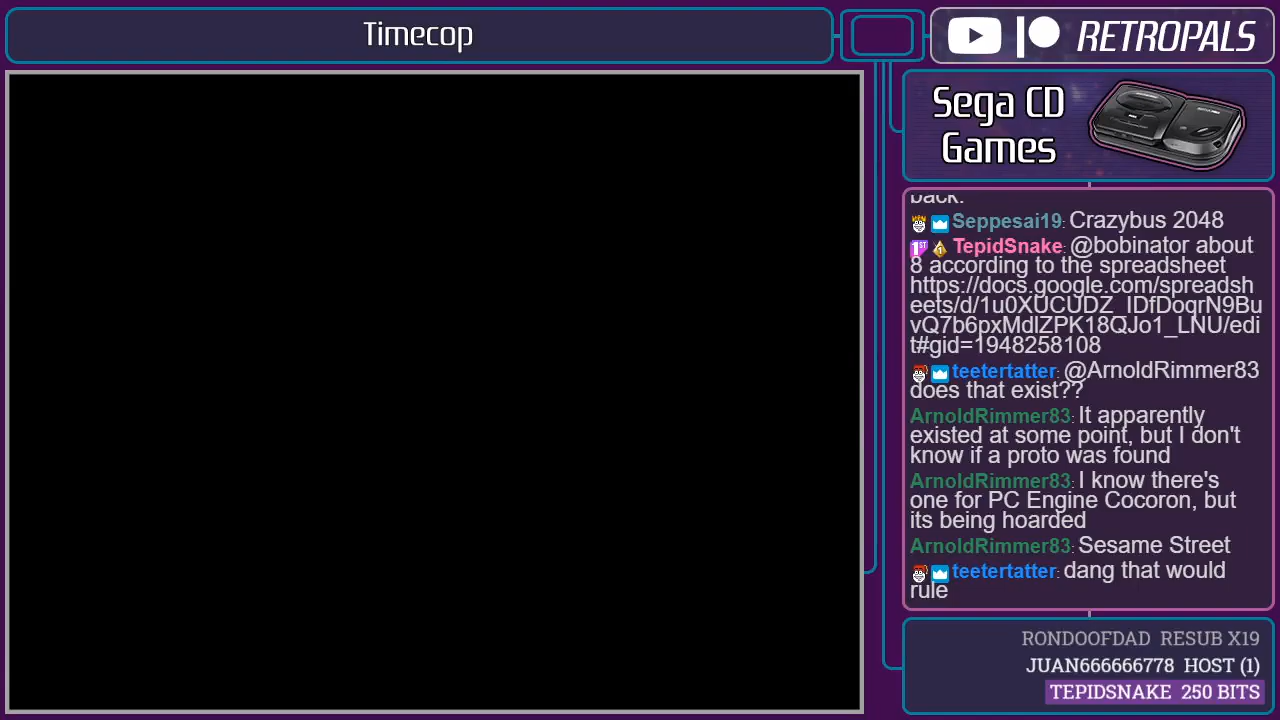 Timecop
RETROPALS
Sega CD
Games
back.
Seppesai19: Crazybus 2048
1ST TepidSnake: @bobinator about
8 according to the spreadsheet
https://docs.google.com/spreadsh
eets/d/1u0XUCUDZ_IDfDoqrN9Bu
vQ7b6pxMdlZPK18QJo1_LNU/edi
t#gid=1948258108
teetertatter: @ArnoldRimmer83
does that exist??
ArnoldRimmer83: It apparently
existed at some point, but I don't
know if a proto was found
ArnoldRimmer83: I know there's
one for PC Engine Cocoron, but
its being hoarded
ArnoldRimmer83: Sesame Street
teetertatter: dang that would
rule
RONDOOFDAD RESUB X19
JUAN666666778 HOST (1)
TEPIDSNAKE 250 BITS